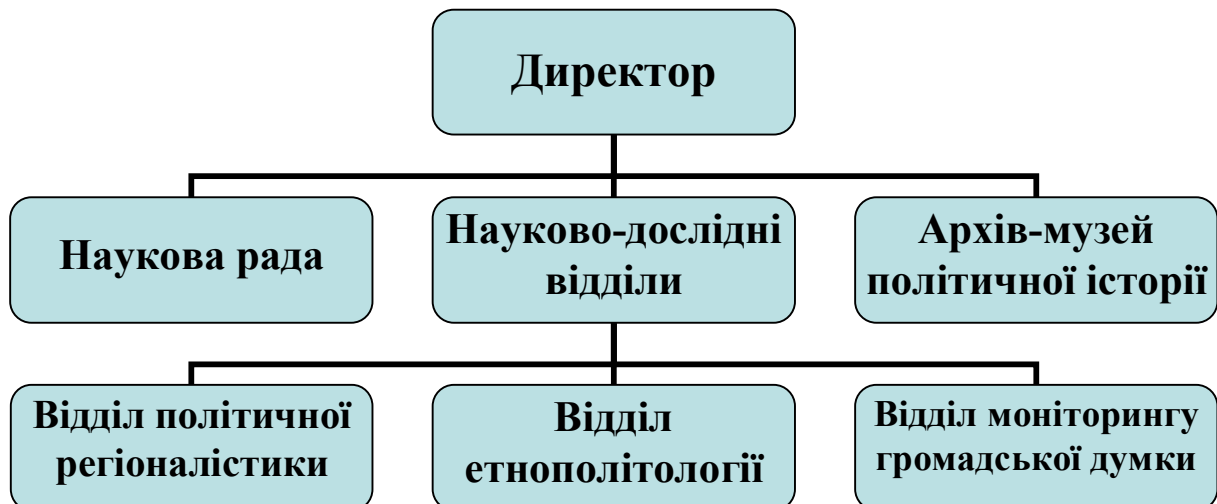 Директор
Наукова рада
Науково-дослідні
відділи
Архів-музей
політичної історії
Відділ політичної
регіоналістики
Відділ
етнополітології
Відділ моніторингу
громадської думки